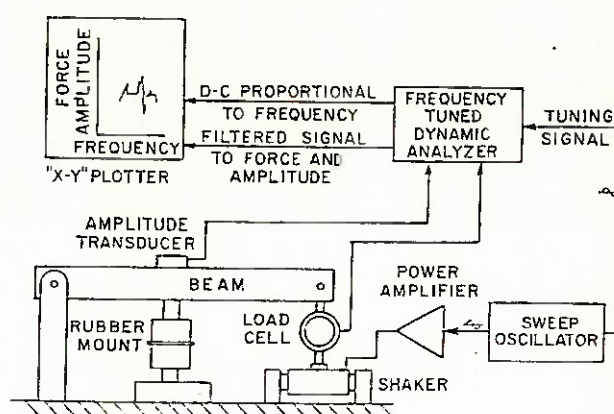 FORCE
AMPLITUDE
FREQUENCY
"X-Y" PLOTTER
D-C PROPORTIONAL
TO FREQUENCY
FILTERED SIGNAL
TO FORCE AND
AMPLITUDE
FREQUENCY
TUNED
DYNAMIC
ANALYZER
TUNING
SIGNAL
AMPLITUDE
TRANSDUCER
BEAM
POWER
AMPLIFIER
RUBBER
MOUNT
LOAD
CELL
SWEEP
OSCILLATOR
SHAKER